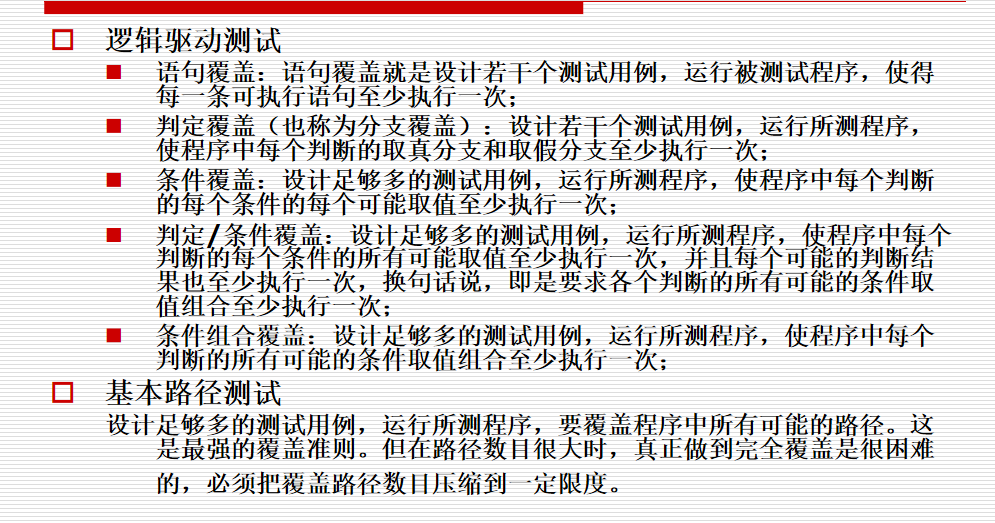 逻辑驱动测试
语句覆盖：语句覆盖就是设计若干个测试用例，运行被测试程序，使得
每一条可执行语句至少执行一次；
判定覆盖（也称为分支覆盖）：设计若干个测试用例，运行所测程序，
使程序中每个判断的取真分支和取假分支至少执行一次；
条件覆盖：设计足够多的测试用例，运行所测程序，使程序中每个判断
的每个条件的每个可能取值至少执行一次；
判定/条件覆盖：设计足够多的测试用例，运行所测程序，使程序中每个
判断的每个条件的所有可能取值至少执行一次，并且每个可能的判断结
果也至少执行一次，换句话说，即是要求各个判断的所有可能的条件取
值组合至少执行一次；
条件组合覆盖：设计足够多的测试用例，运行所测程序，使程序中每个
判断的所有可能的条件取值组合至少执行一次；
基本路径测试
设计足够多的测试用例，运行所测程序，要覆盖程序中所有可能的路径。这
是最强的覆盖准则。但在路径数目很大时，真正做到完全覆盖是很困难
的，必须把覆盖路径数目压缩到一定限度。